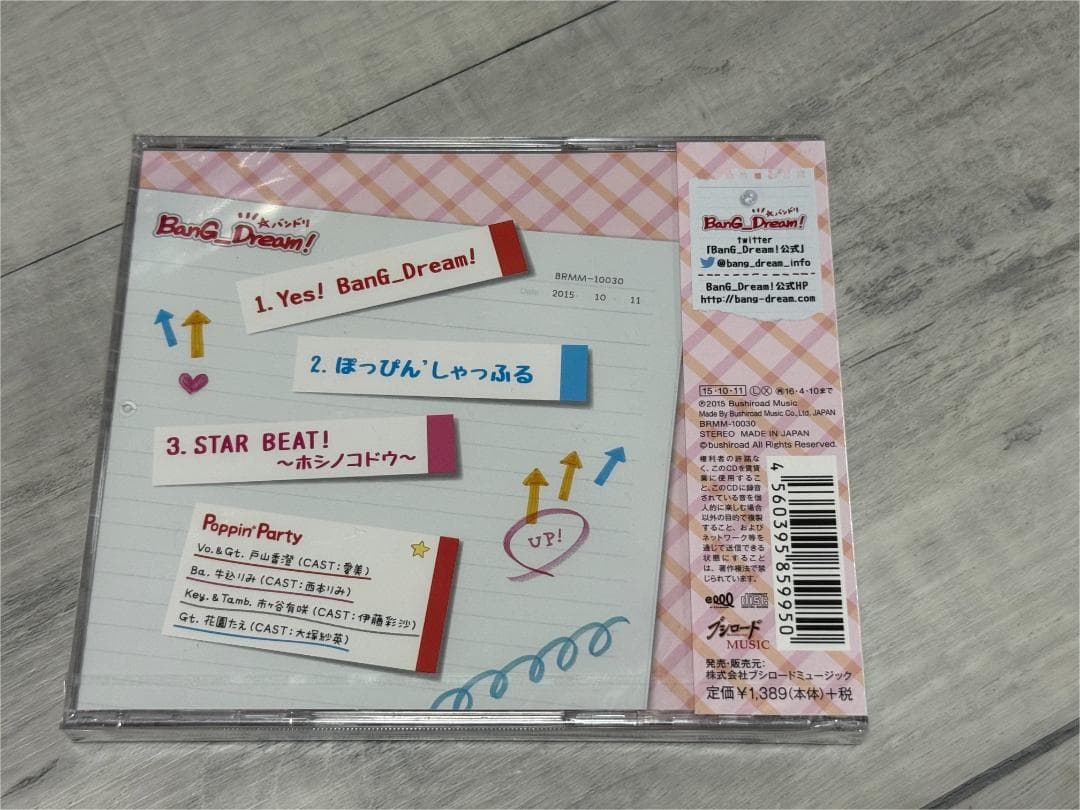 BanG_Dream!
バンドリ
1. Yes! BanG_Dream!
BRMM-10030
Date 2015 10 11
2. ぽっぴん'しゃっふる
3. STAR BEAT!
〜ホシノコドウ〜
Poppin'Party
Vo.&Gt. 戸山香澄(CAST:愛美)
Ba. 牛込りみ(CAST:西本りみ)
Key.&Tamb. 市ヶ谷有咲(CAST:伊藤彩沙)
Gt. 花園たえ(CAST:大塚紗英)
UP!
BanG_Dream!
バンドリ
twitter
「BanG_Dream!公式」
@bang_dream_info
BanG_Dream!公式HP
http://bang-dream.com
15・10・11 Ⓛ Ⓧ 16・4・10まで
℗2015 Bushiroad Music
Made By Bushiroad Music Co.,Ltd. JAPAN
BRMM-10030
STEREO MADE IN JAPAN
©bushiroad All Rights Reserved.
権利者の許諾な
く、このCDを賃貸
業に使用するこ
と、このCDに録音
されている音を個
人的に楽しむ場合
以外の目的で複製
すること、および
ネットワーク等を
通じて送信できる
状態にすること
は、著作権法で禁
じられています。
4 560395 859950
DISC
ブシロード
MUSIC
発売・販売元:
株式会社ブシロードミュージック
定価¥1,389(本体)+税